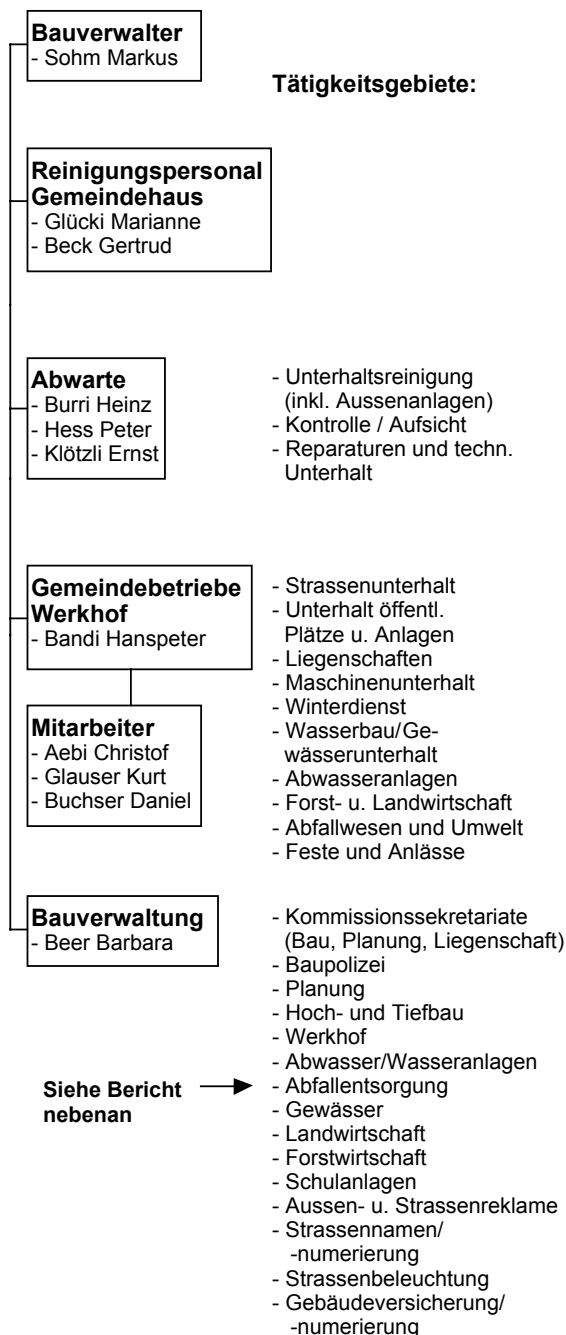 Bauverwalter
- Sohm Markus
Tätigkeitsgebiete:
Reinigungspersonal
Gemeindehaus
- Glücki Marianne
- Beck Gertrud
Abwarte
- Burri Heinz
- Hess Peter
- Klötzli Ernst
- Unterhaltsreinigung
(inkl. Aussenanlagen)
- Kontrolle / Aufsicht
- Reparaturen und techn.
Unterhalt
Gemeindebetriebe
Werkhof
- Bandi Hanspeter
Mitarbeiter
- Aebi Christof
- Glauser Kurt
- Buchser Daniel
- Strassenunterhalt
- Unterhalt öffentl.
Plätze u. Anlagen
- Liegenschaften
- Maschinenunterhalt
- Winterdienst
- Wasserbau/Ge-
wässerunterhalt
- Abwasseranlagen
- Forst- u. Landwirtschaft
- Abfallwesen und Umwelt
- Feste und Anlässe
Bauverwaltung
- Beer Barbara
Siehe Bericht
nebenan
- Kommissionssekretariate
(Bau, Planung, Liegenschaft)
- Baupolizei
- Planung
- Hoch- und Tiefbau
- Werkhof
- Abwasser/Wasseranlagen
- Abfallentsorgung
- Gewässer
- Landwirtschaft
- Forstwirtschaft
- Schulanlagen
- Aussen- u. Strassenreklame
- Strassennamen/
-numerierung
- Strassenbeleuchtung
- Gebäudeversicherung/
-numerierung